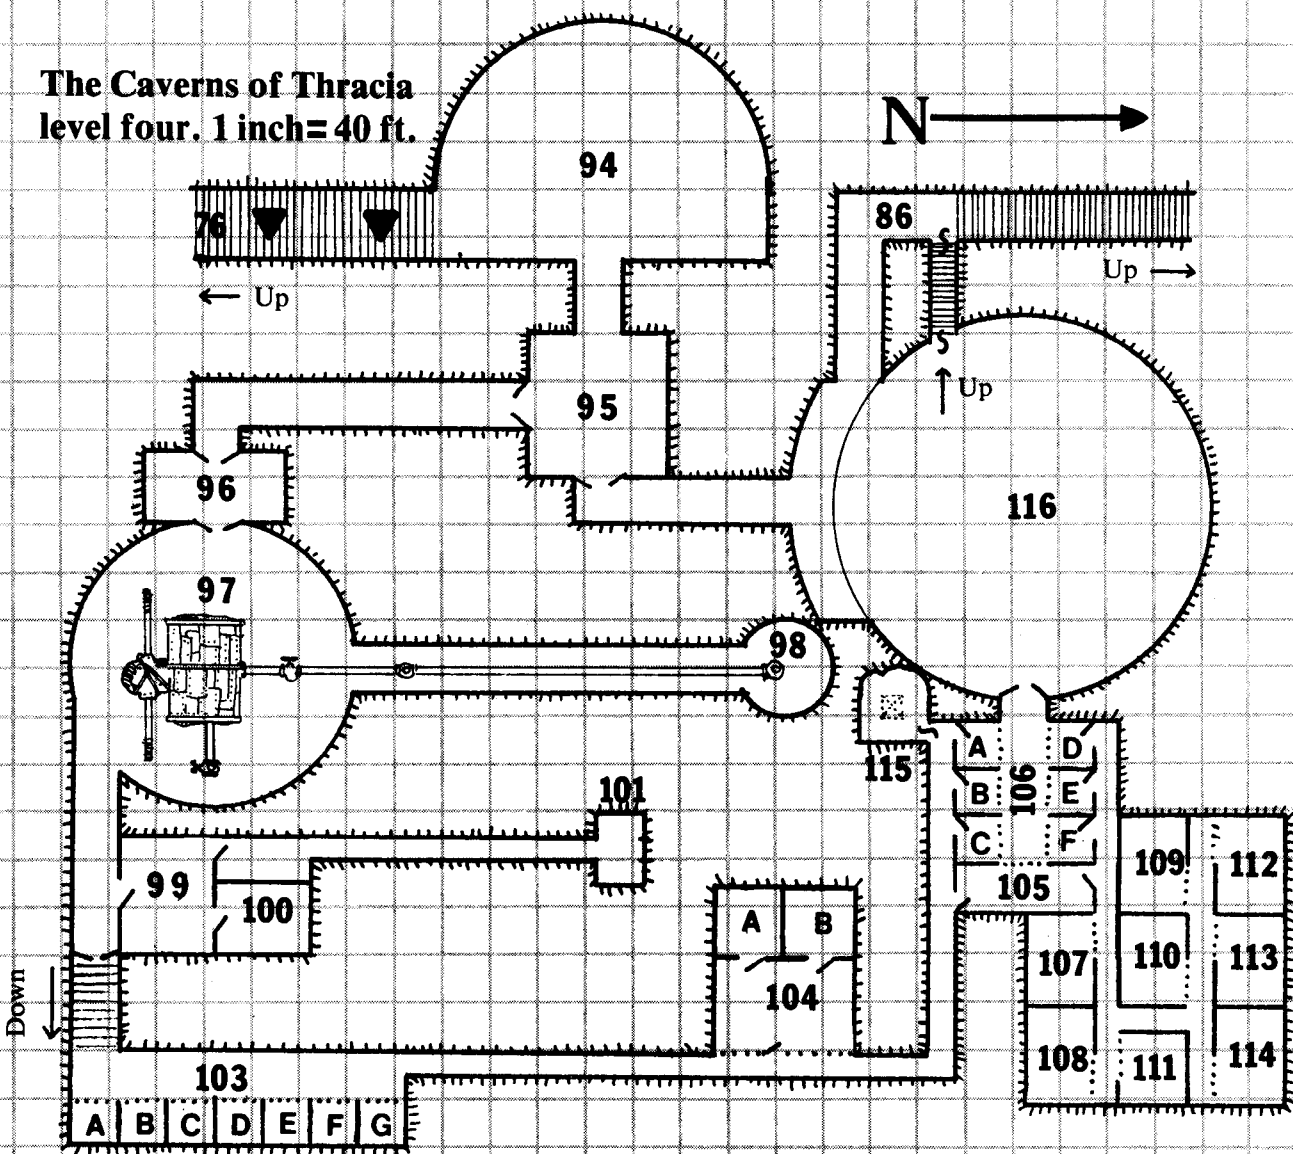 The Caverns of Thracia
level four. 1 inch= 40 ft.
N
94
76
86
Up
Up
Up
95
96
116
97
98
115
A
D
B
106
E
C
F
101
99
100
105
109
112
A
B
104
107
110
113
Down
103
108
111
114
A B C D E F G